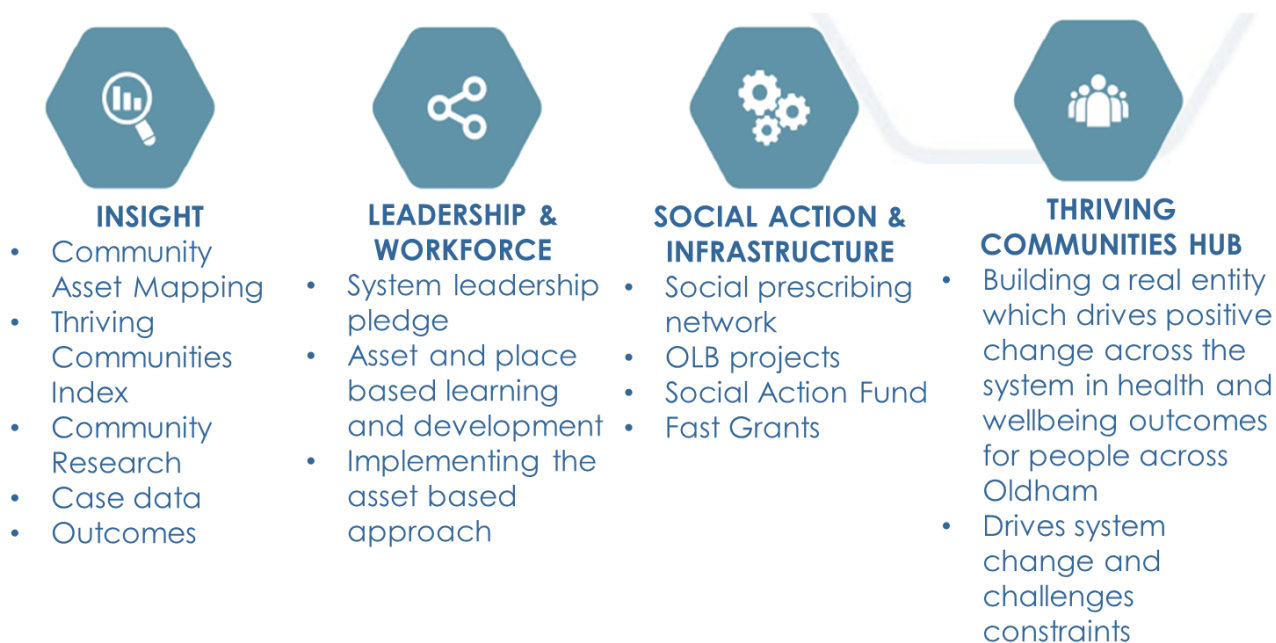 INSIGHT
• Community
Asset Mapping
• Thriving
Communities
Index
• Community
Research
• Case data
• Outcomes
LEADERSHIP &
WORKFORCE
• System leadership
pledge
• Asset and place
based learning
and development
• Implementing the
asset based
approach
SOCIAL ACTION &
INFRASTRUCTURE
• Social prescribing
network
• OLB projects
• Social Action Fund
• Fast Grants
THRIVING
COMMUNITIES HUB
• Building a real entity
which drives positive
change across the
system in health and
wellbeing outcomes
for people across
Oldham
• Drives system
change and
challenges
constraints